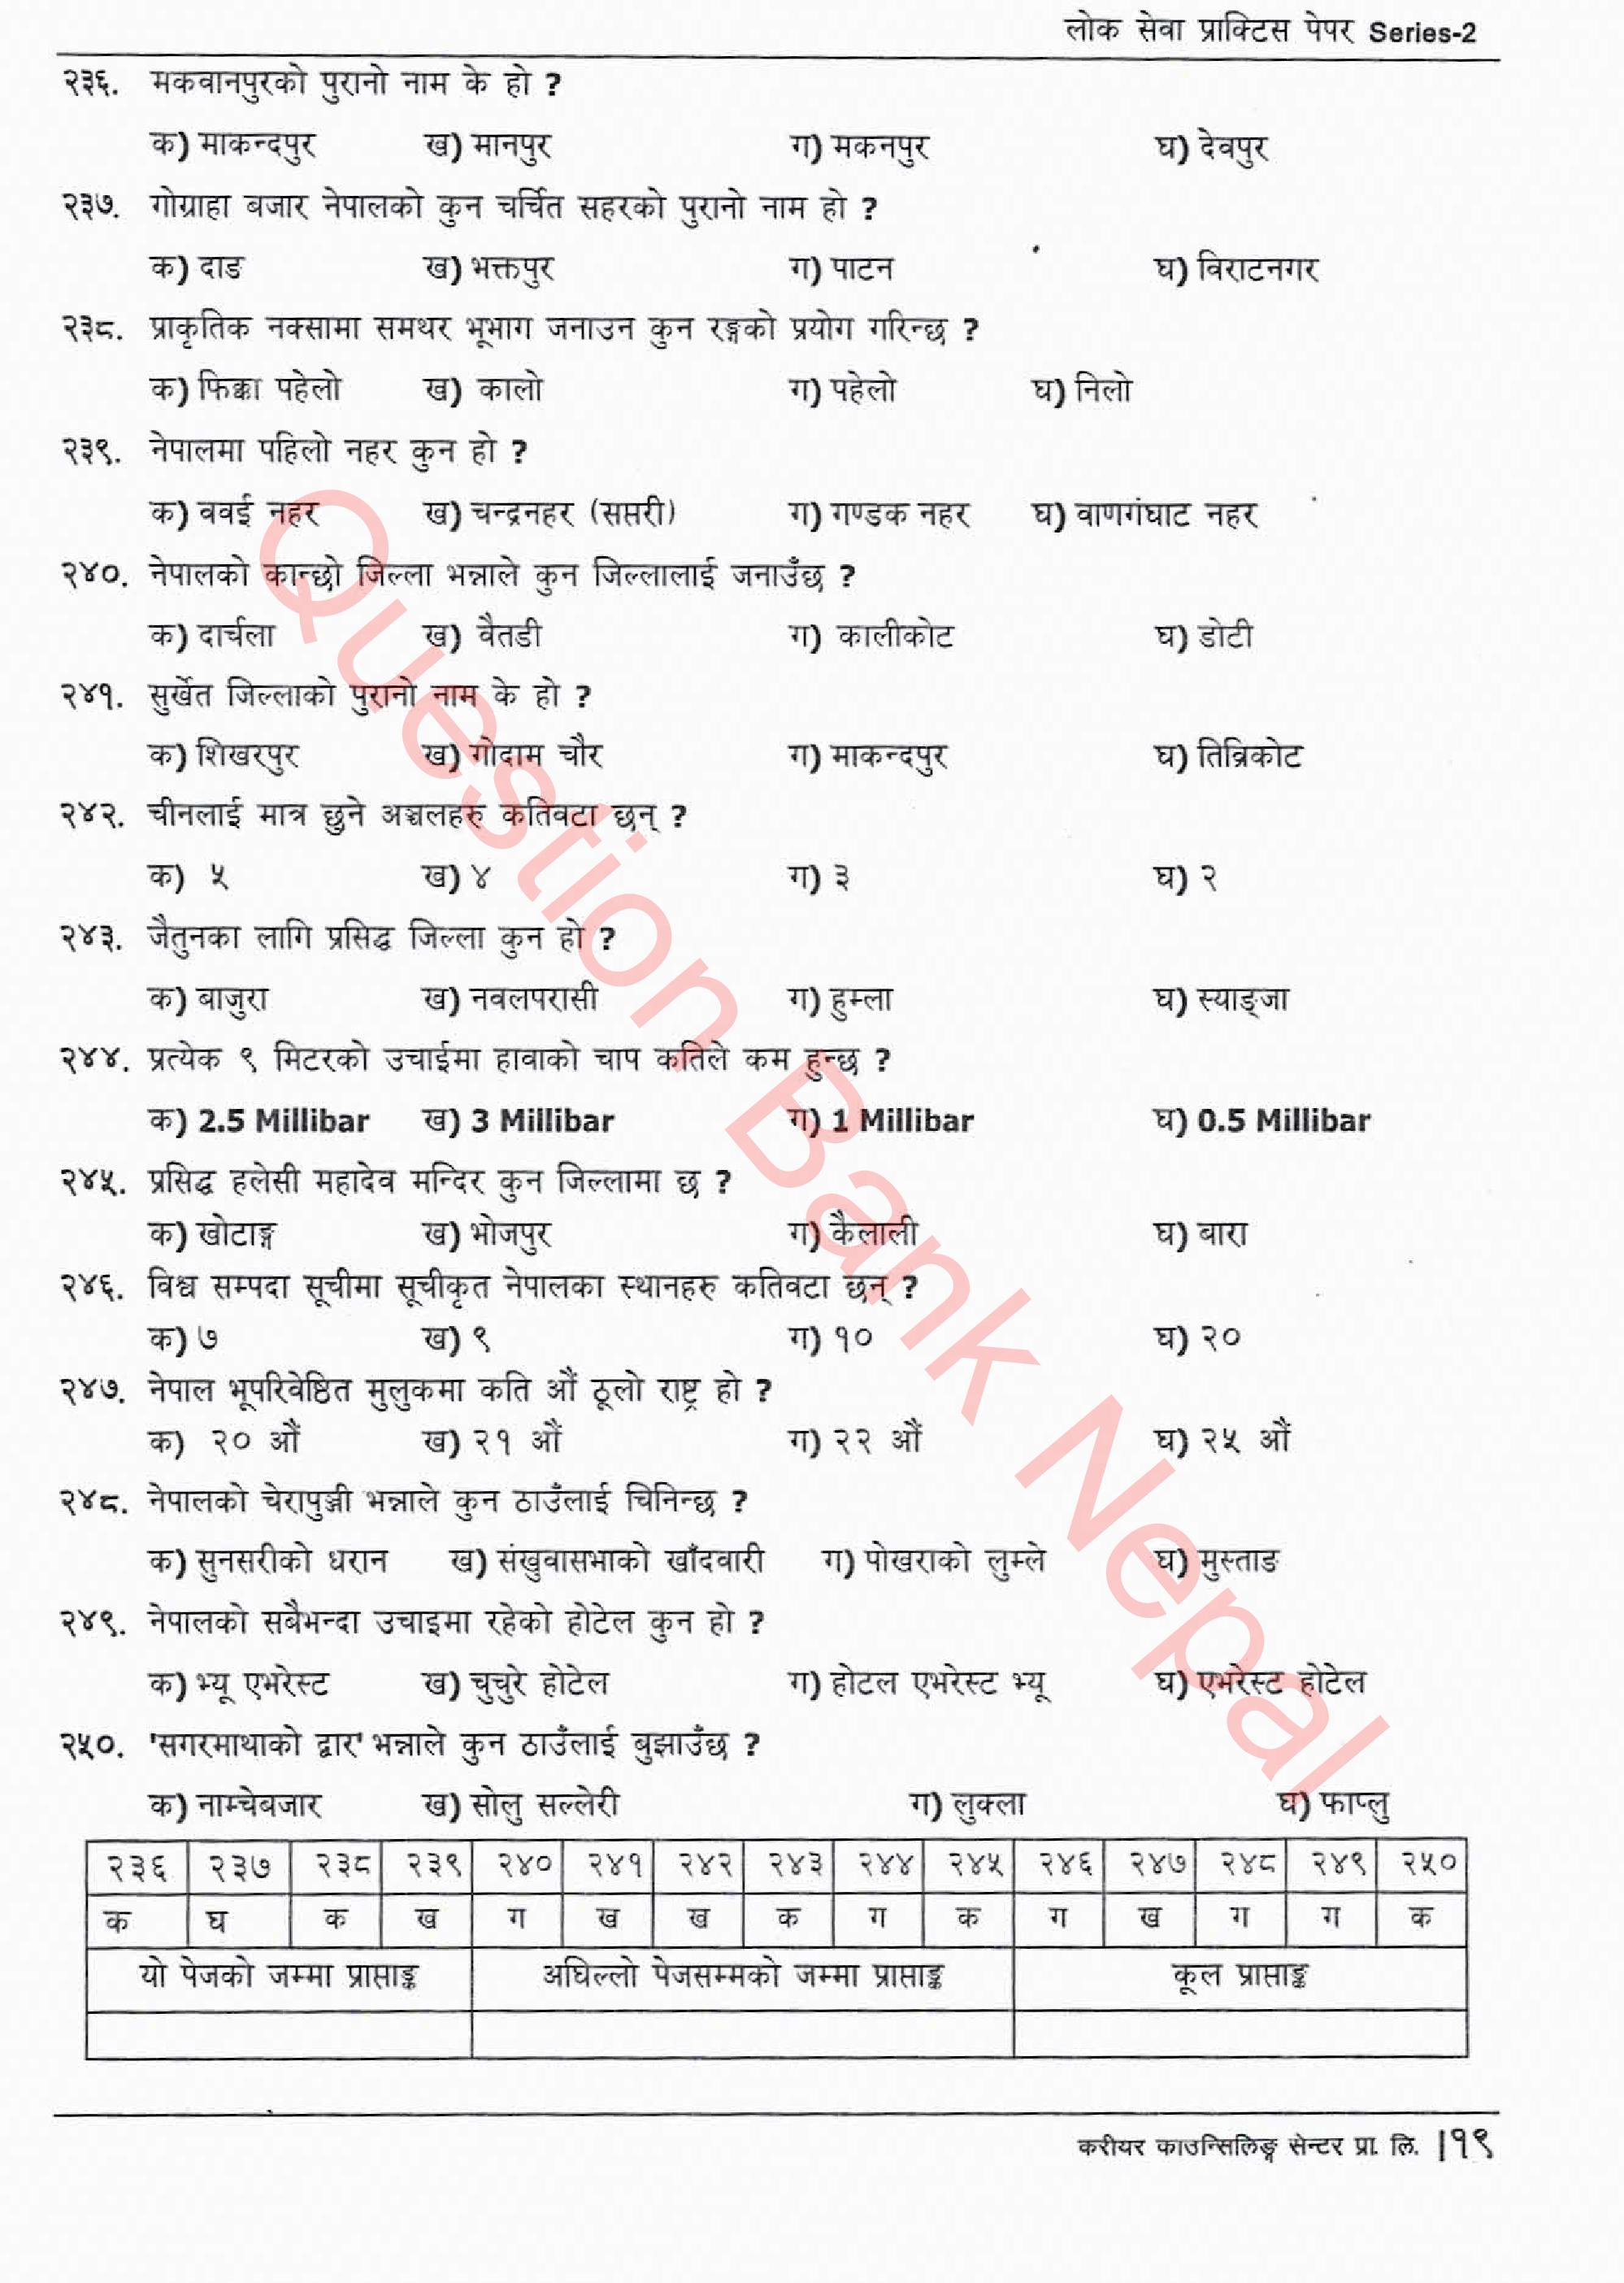 लोक सेवा प्राक्टिस पेपर Series-2
२३६. मकवानपुरको पुरानो नाम के हो ?
क) माकन्दपुर ख) मानपुर ग) मकनपुर घ) देवपुर
२३७. गोग्राहा बजार नेपालको कुन चर्चित सहरको पुरानो नाम हो ?
क) दाङ ख) भक्तपुर ग) पाटन घ) विराटनगर
२३८. प्राकृतिक नक्सामा समथर भूभाग जनाउन कुन रङ्गको प्रयोग गरिन्छ ?
क) फिक्का पहेलो ख) कालो ग) पहेलो घ) निलो
२३९. नेपालमा पहिलो नहर कुन हो ?
क) ववई नहर ख) चन्द्रनहर (सप्तरी) ग) गण्डक नहर घ) वाणगंघाट नहर
२४०. नेपालको कान्छो जिल्ला भन्नाले कुन जिल्लालाई जनाउँछ ?
क) दार्चला ख) वैतडी ग) कालीकोट घ) डोटी
२४१. सुर्खेत जिल्लाको पुरानो नाम के हो ?
क) शिखरपुर ख) गोदाम चौर ग) माकन्दपुर घ) तिब्रिकोट
२४२. चीनलाई मात्र छुने अञ्चलहरु कतिवटा छन् ?
क) ५ ख) ४ ग) ३ घ) २
२४३. जैतुनका लागि प्रसिद्ध जिल्ला कुन हो ?
क) बाजुरा ख) नवलपरासी ग) हुम्ला घ) स्याङ्जा
२४४. प्रत्येक ९ मिटरको उचाईमा हावाको चाप कतिले कम हुन्छ ?
क) 2.5 Millibar ख) 3 Millibar ग) 1 Millibar घ) 0.5 Millibar
२४५. प्रसिद्ध हलेसी महादेव मन्दिर कुन जिल्लामा छ ?
क) खोटाङ्ग ख) भोजपुर ग) कैलाली घ) बारा
२४६. विश्व सम्पदा सूचीमा सूचीकृत नेपालका स्थानहरु कतिवटा छन् ?
क) ७ ख) ९ ग) १० घ) २०
२४७. नेपाल भूपरिवेष्ठित मुलुकमा कति औं ठूलो राष्ट्र हो ?
क) २० औं ख) २१ औं ग) २२ औं घ) २५ औं
२४८. नेपालको चेरापुञ्जी भन्नाले कुन ठाउँलाई चिनिन्छ ?
क) सुनसरीको धरान ख) संखुवासभाको खाँदवारी ग) पोखराको लुम्ले घ) मुस्ताङ
२४९. नेपालको सबैभन्दा उचाइमा रहेको होटेल कुन हो ?
क) भ्यू एभरेस्ट ख) चुचुरे होटेल ग) होटल एभरेस्ट भ्यू घ) एभरेस्ट होटेल
२५०. 'सगरमाथाको द्वार' भन्नाले कुन ठाउँलाई बुझाउँछ ?
क) नाम्चेबजार ख) सोलु सल्लेरी ग) लुक्ला घ) फाप्लु
२३६ २३७ २३८ २३९ २४० २४१ २४२ २४३ २४४ २४५ २४६ २४७ २४८ २४९ २५०
क घ क ख ग ख ख क ग क ग ख ग ग क
यो पेजको जम्मा प्राप्ताङ्क अघिल्लो पेजसम्मको जम्मा प्राप्ताङ्क कूल प्राप्ताङ्क
करीयर काउन्सिलिङ्ग सेन्टर प्रा. लि. |१९
Question Bank Nepal